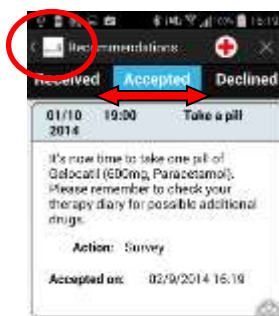 Recommendations
Received Accepted Declined
01/10 2014 19:00 Take a pill
It's now time to take one pill of
Gelocatil (600mg, Paracetamol).
Please remember to check your
therapy diary for possible additional
drugs.
Action: Survey
Accepted on: 02/9/2014 16:19